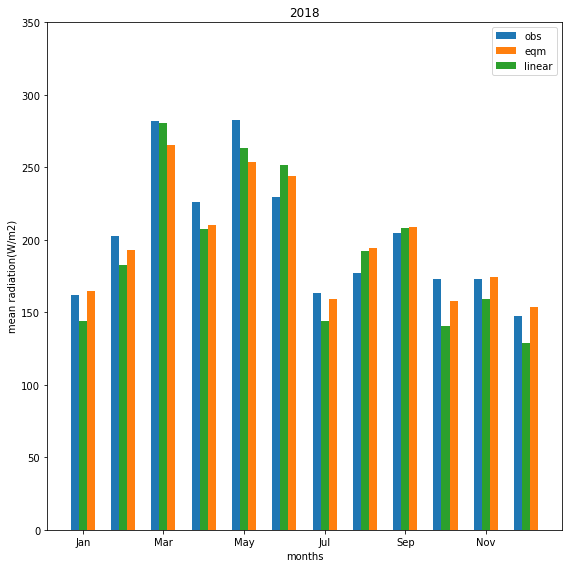 2018
obs
eqm
linear
mean radiation(W/m2)
350
300
250
200
150
100
50
0
Jan
Mar
May
Jul
Sep
Nov
months